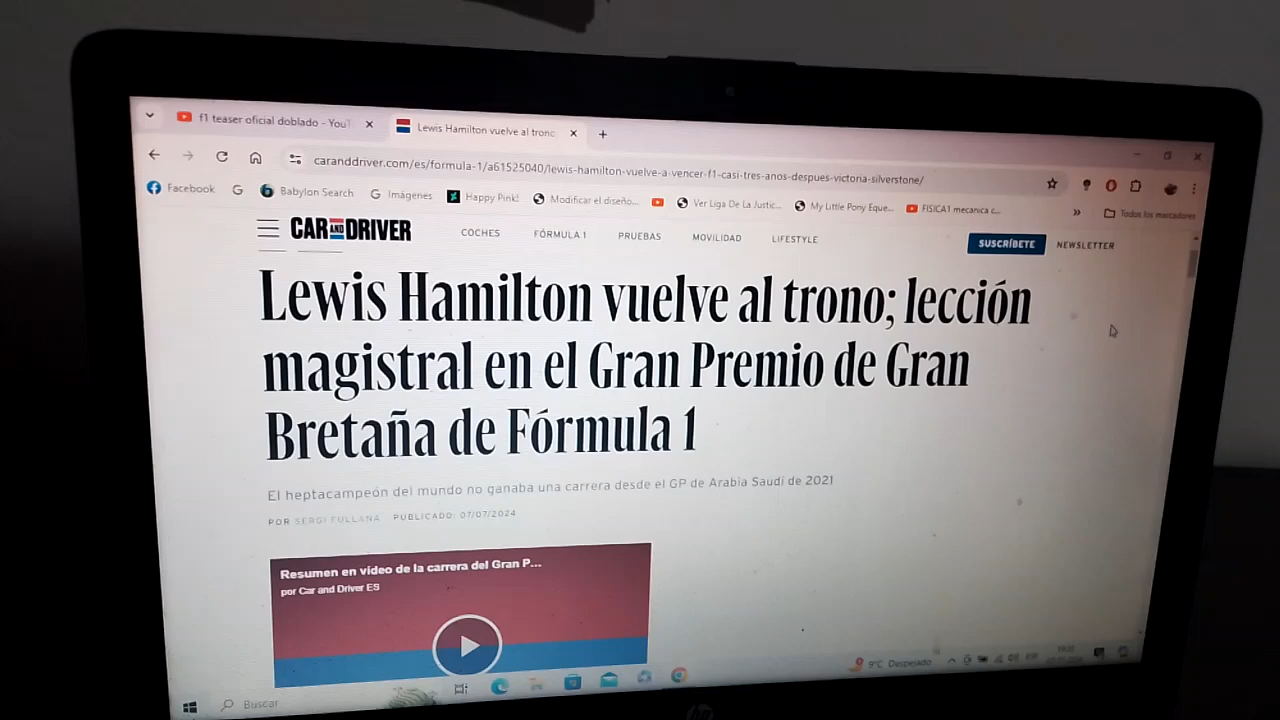 f1 teaser oficial doblado - YouT
Lewis Hamilton vuelve al trono
caranddriver.com/es/formula-1/a61525040/lewis-hamilton-vuelve-a-vencer-f1-casi-tres-anos-despues-victoria-silverstone/
Facebook Babylon Search Imágenes Happy Pink! Modificar el diseño... Ver Liga De La Justic... My Little Pony Eque... FISICA1 mecanica c... » Todos los marcadores
CAR AND DRIVER COCHES FÓRMULA 1 PRUEBAS MOVILIDAD LIFESTYLE SUSCRÍBETE NEWSLETTER
Lewis Hamilton vuelve al trono; lección
magistral en el Gran Premio de Gran
Bretaña de Fórmula 1
El heptacampeón del mundo no ganaba una carrera desde el GP de Arabia Saudí de 2021
POR SERGI FULLANA PUBLICADO: 07/07/2024
Resumen en vídeo de la carrera del Gran P...
por Car and Driver ES
Buscar 9°C Despejado
hp